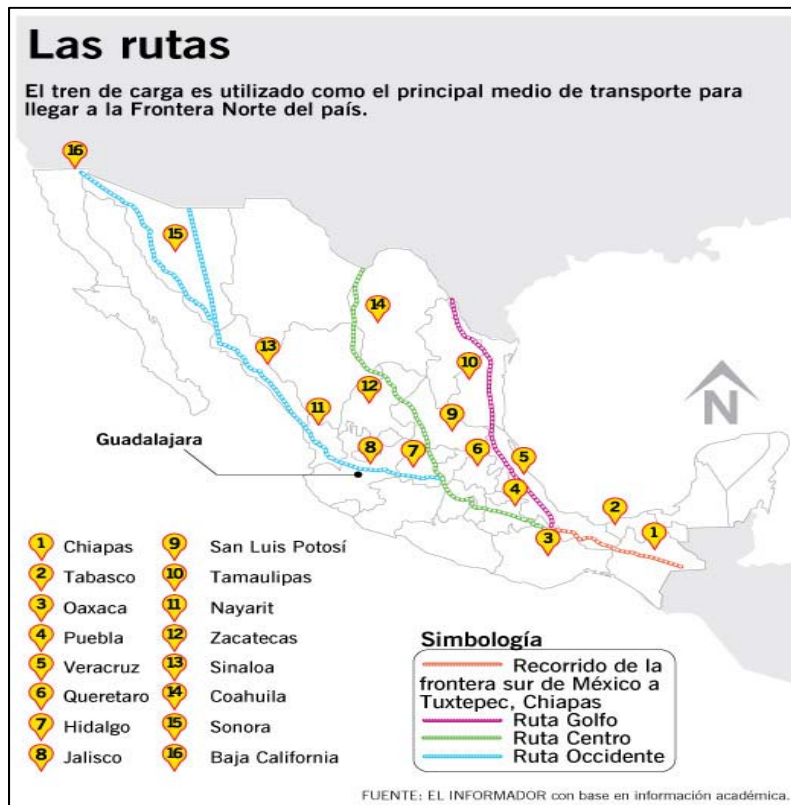 Las rutas
El tren de carga es utilizado como el principal medio de transporte para
llegar a la Frontera Norte del país.
16
15
14
13
12
10
11
9
Guadalajara
8
7
6
5
4
2
3
1
N
1 Chiapas
2 Tabasco
3 Oaxaca
4 Puebla
5 Veracruz
6 Queretaro
7 Hidalgo
8 Jalisco
9 San Luis Potosí
10 Tamaulipas
11 Nayarit
12 Zacatecas
13 Sinaloa
14 Coahuila
15 Sonora
16 Baja California
Simbología
Recorrido de la
frontera sur de México a
Tuxtepec, Chiapas
Ruta Golfo
Ruta Centro
Ruta Occidente
FUENTE: EL INFORMADOR con base en información académica.